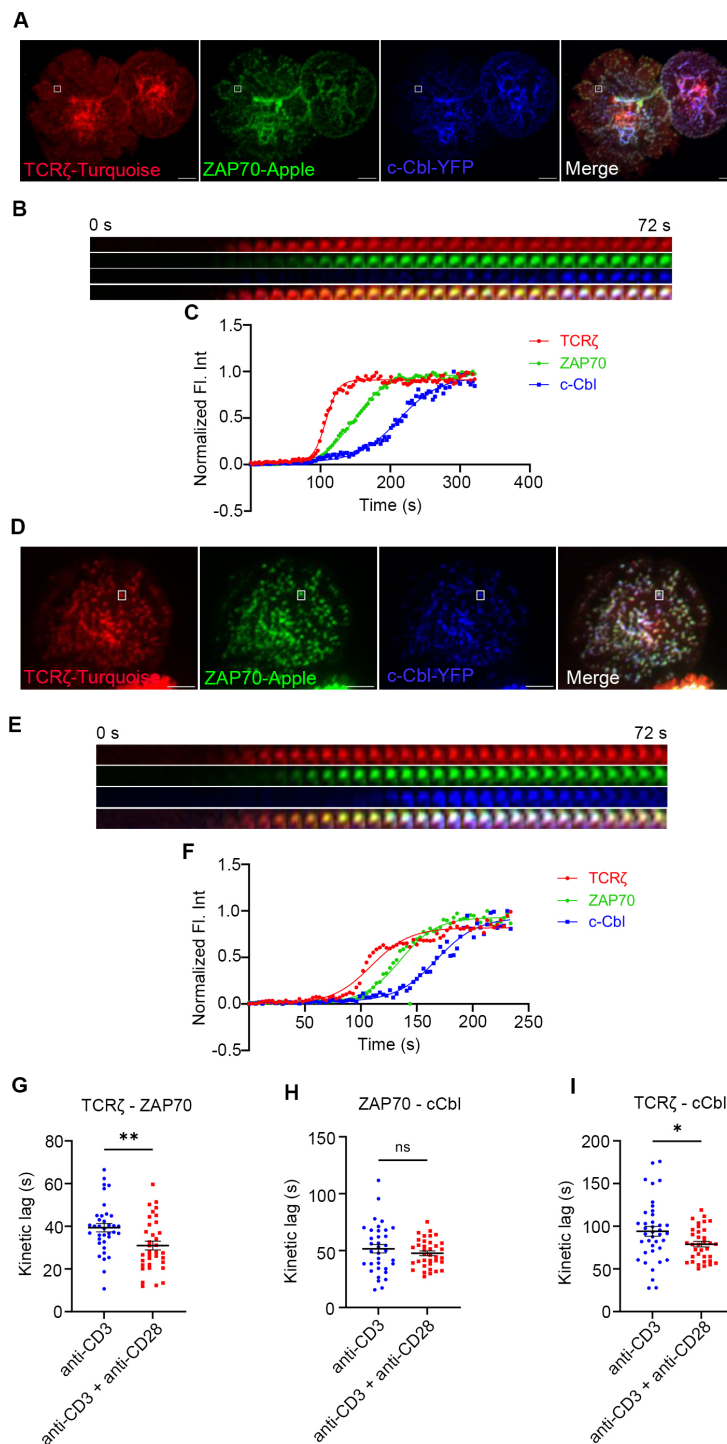 A
TCRζ-Turquoise
ZAP70-Apple
c-Cbl-YFP
Merge
B
0 s
72 s
C
1.5
1.0
0.5
0.0
-0.5
Normalized Fl. Int
100
200
300
400
Time (s)
TCRζ
ZAP70
c-Cbl
D
TCRζ-Turquoise
ZAP70-Apple
c-Cbl-YFP
Merge
E
0 s
72 s
F
1.5
1.0
0.5
0.0
-0.5
Normalized Fl. Int
50
100
150
200
250
Time (s)
TCRζ
ZAP70
c-Cbl
G
TCRζ - ZAP70
**
80
60
40
20
0
Kinetic lag (s)
anti-CD3
anti-CD3 + anti-CD28
H
ZAP70 - cCbl
ns
150
100
50
0
Kinetic lag (s)
anti-CD3
anti-CD3 + anti-CD28
I
TCRζ - cCbl
*
200
150
100
50
0
Kinetic lag (s)
anti-CD3
anti-CD3 + anti-CD28